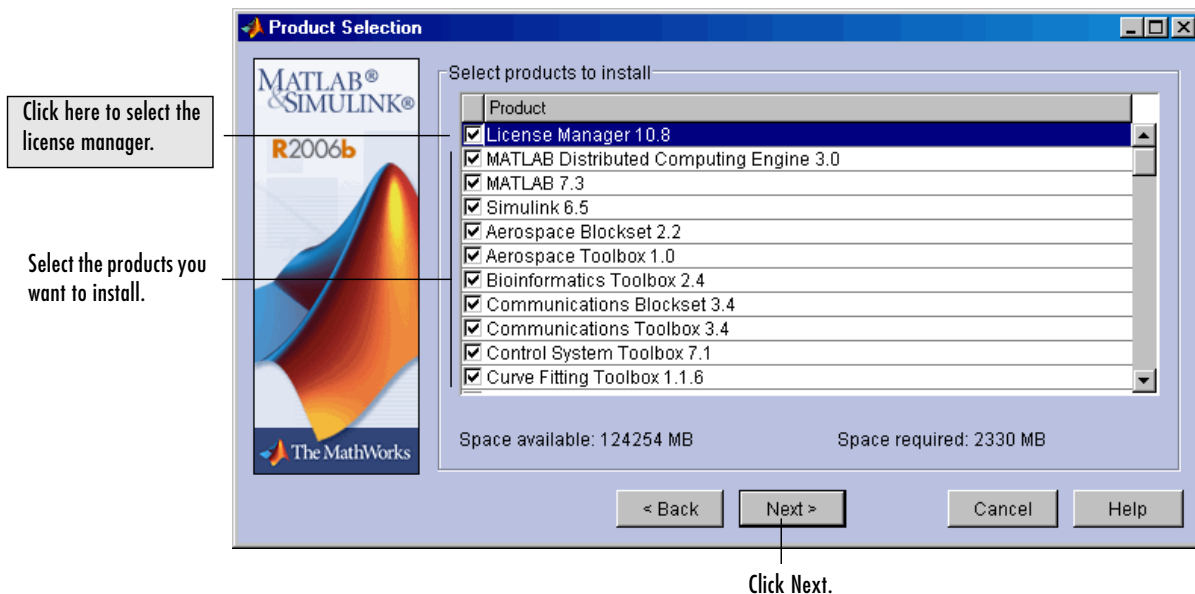 Product Selection
MATLAB®
&SIMULINK®
R2006b
The MathWorks
Click here to select the
license manager.
Select the products you
want to install.
Select products to install
Product
License Manager 10.8
MATLAB Distributed Computing Engine 3.0
MATLAB 7.3
Simulink 6.5
Aerospace Blockset 2.2
Aerospace Toolbox 1.0
Bioinformatics Toolbox 2.4
Communications Blockset 3.4
Communications Toolbox 3.4
Control System Toolbox 7.1
Curve Fitting Toolbox 1.1.6
Space available: 124254 MB
Space required: 2330 MB
< Back
Next >
Cancel
Help
Click Next.